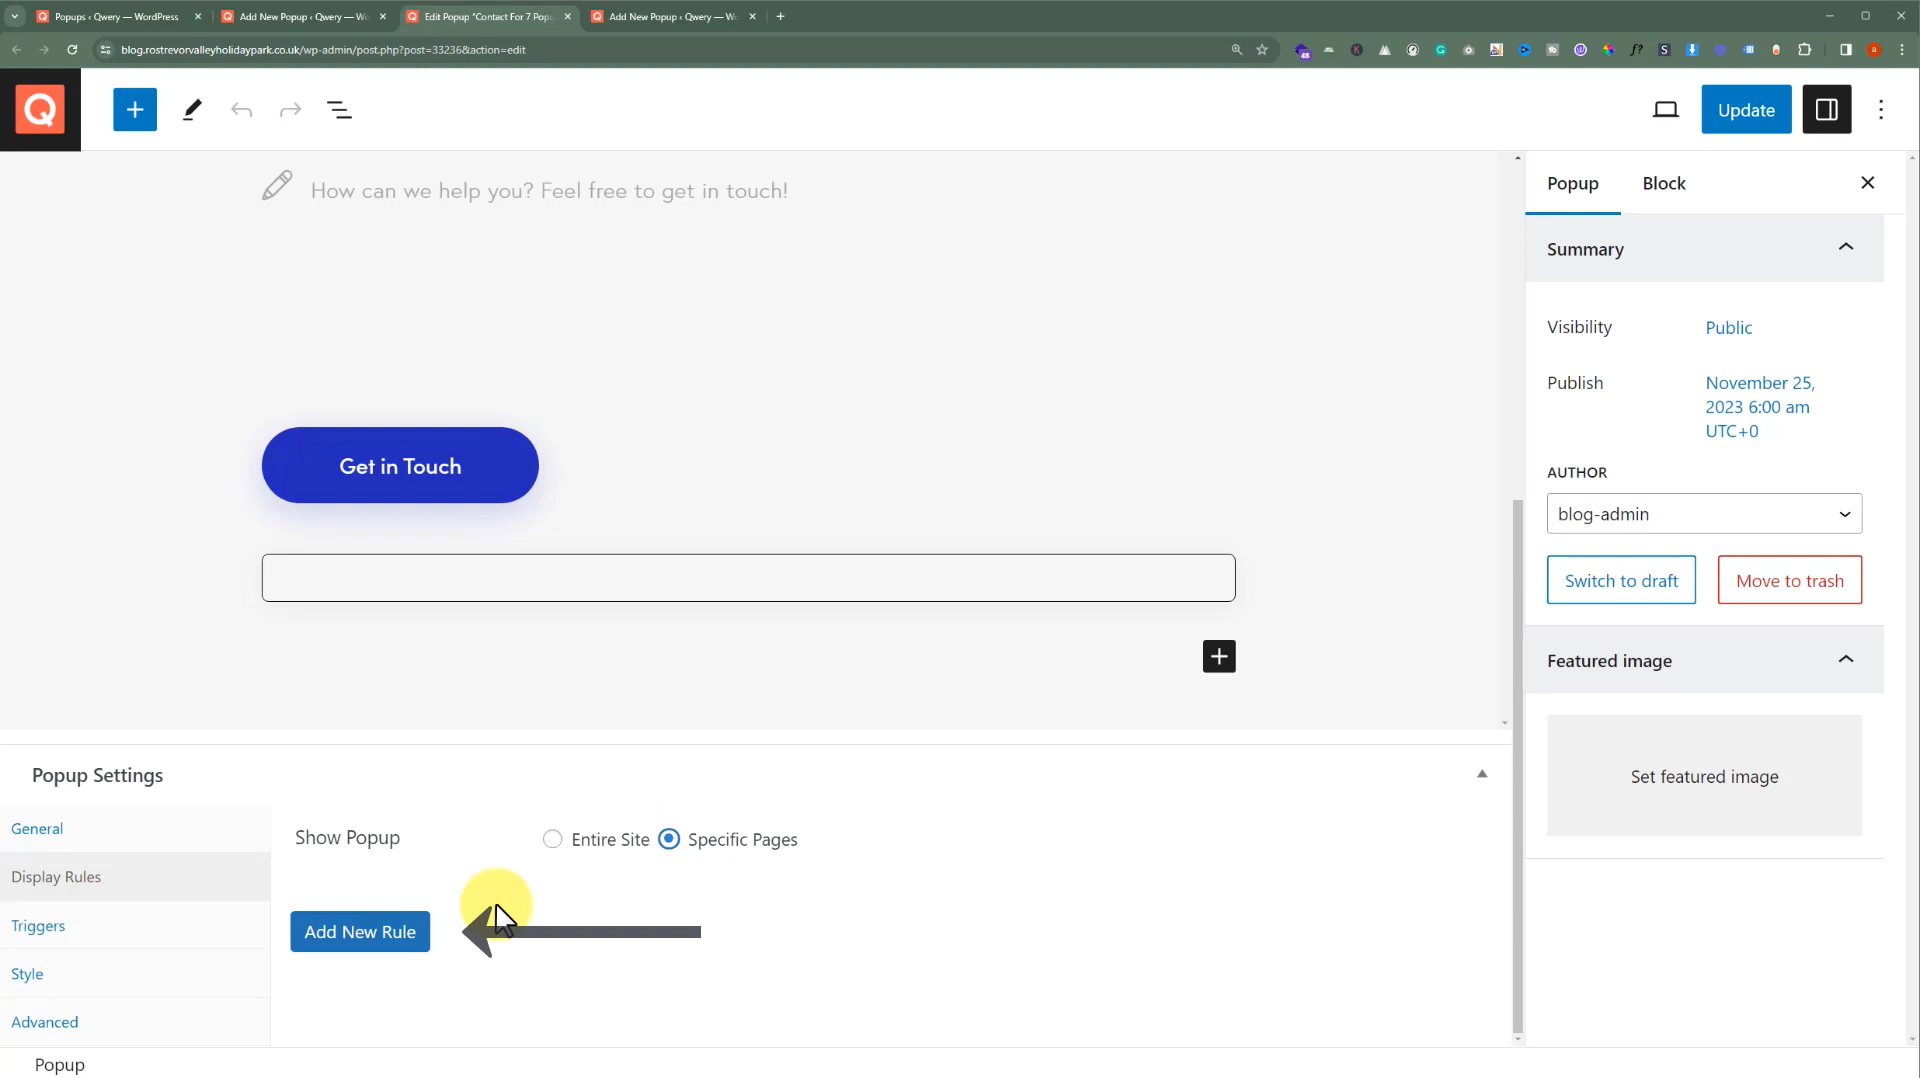 Popups ‹ Qwery — WordPress
Add New Popup ‹ Qwery — Wo
Edit Popup "Contact For 7 Popu
Add New Popup ‹ Qwery — Wo
blog.rostrevorvalleyholidaypark.co.uk/wp-admin/post.php?post=33236&action=edit
48
Update
How can we help you? Feel free to get in touch!
Get in Touch
Popup
Block
Summary
Visibility
Public
Publish
November 25,
2023 6:00 am
UTC+0
AUTHOR
blog-admin
Switch to draft
Move to trash
Featured image
Set featured image
Popup Settings
General
Display Rules
Triggers
Style
Advanced
Show Popup
Entire Site
Specific Pages
Add New Rule
Popup